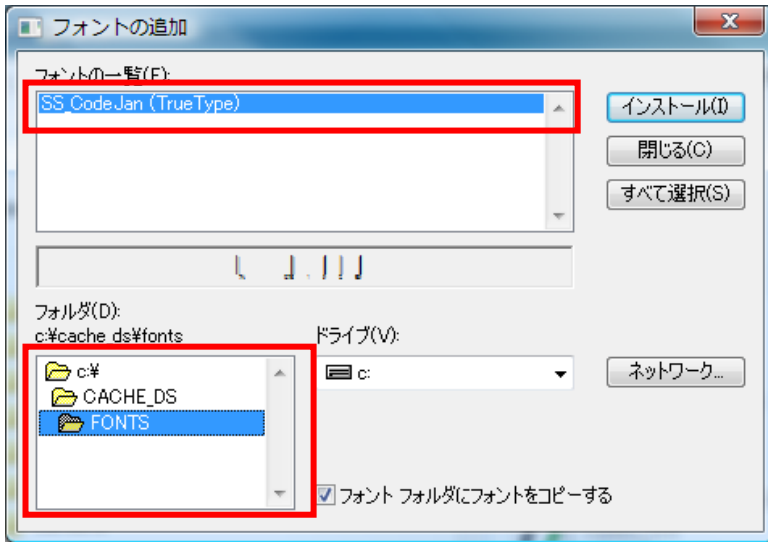 フォントの追加
フォントの一覧(F):
SS_CodeJan (TrueType)
インストール(I)
閉じる(C)
すべて選択(S)
フォルダ(D):
c:¥cache_ds¥fonts
ドライブ(V):
c:¥
CACHE_DS
FONTS
c:
ネットワーク...
フォント フォルダにフォントをコピーする